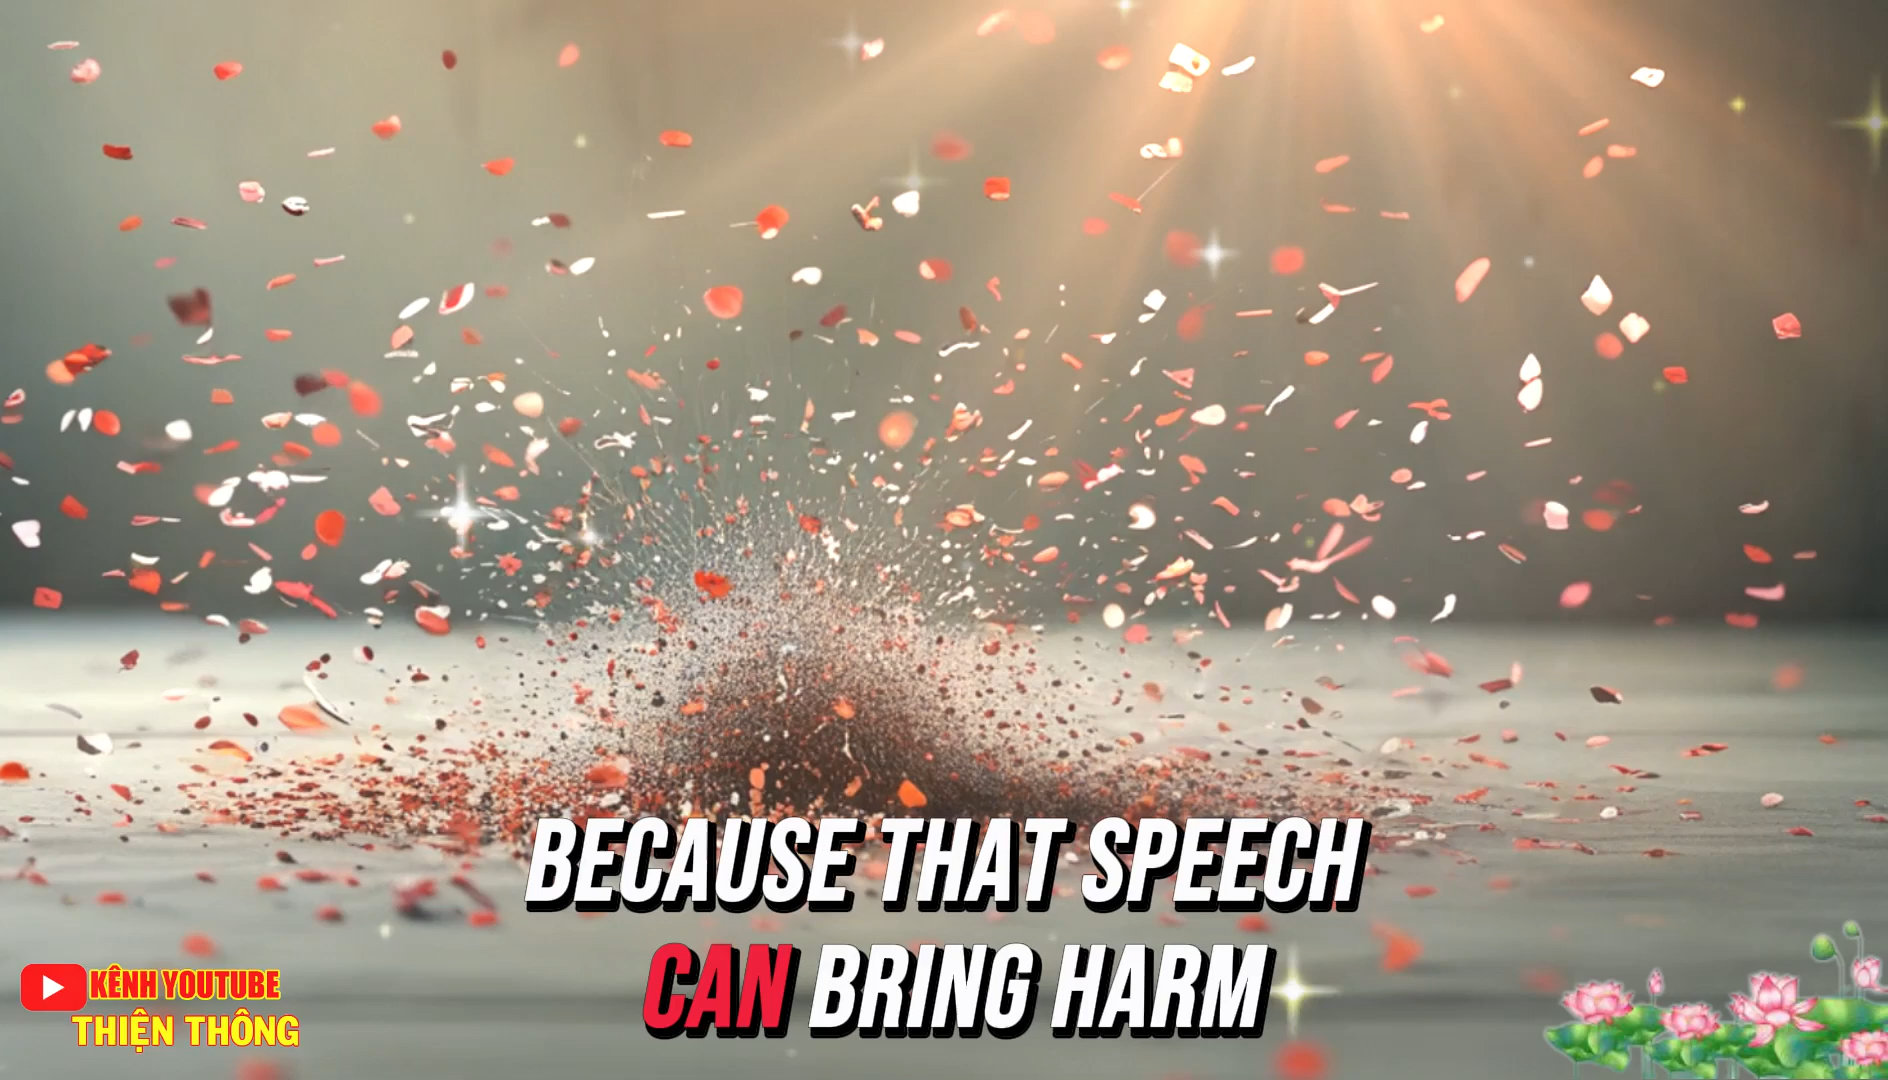 BECAUSE THAT SPEECH
CAN BRING HARM
KÊNH YOUTUBE
THIỆN THÔNG